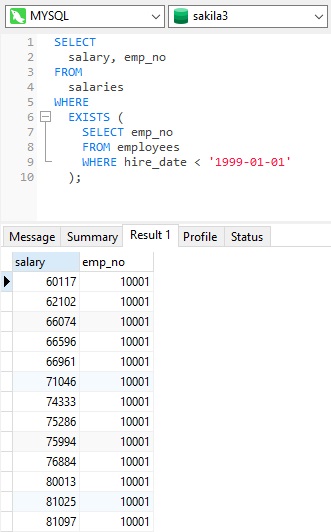 MYSQL sakila3
1 SELECT
2 salary, emp_no
3 FROM
4 salaries
5 WHERE
6 EXISTS (
7 SELECT emp_no
8 FROM employees
9 WHERE hire_date < '1999-01-01'
10 );
Message Summary Result 1 Profile Status
salary emp_no
60117 10001
62102 10001
66074 10001
66596 10001
66961 10001
71046 10001
74333 10001
75286 10001
75994 10001
76884 10001
80013 10001
81025 10001
81097 10001